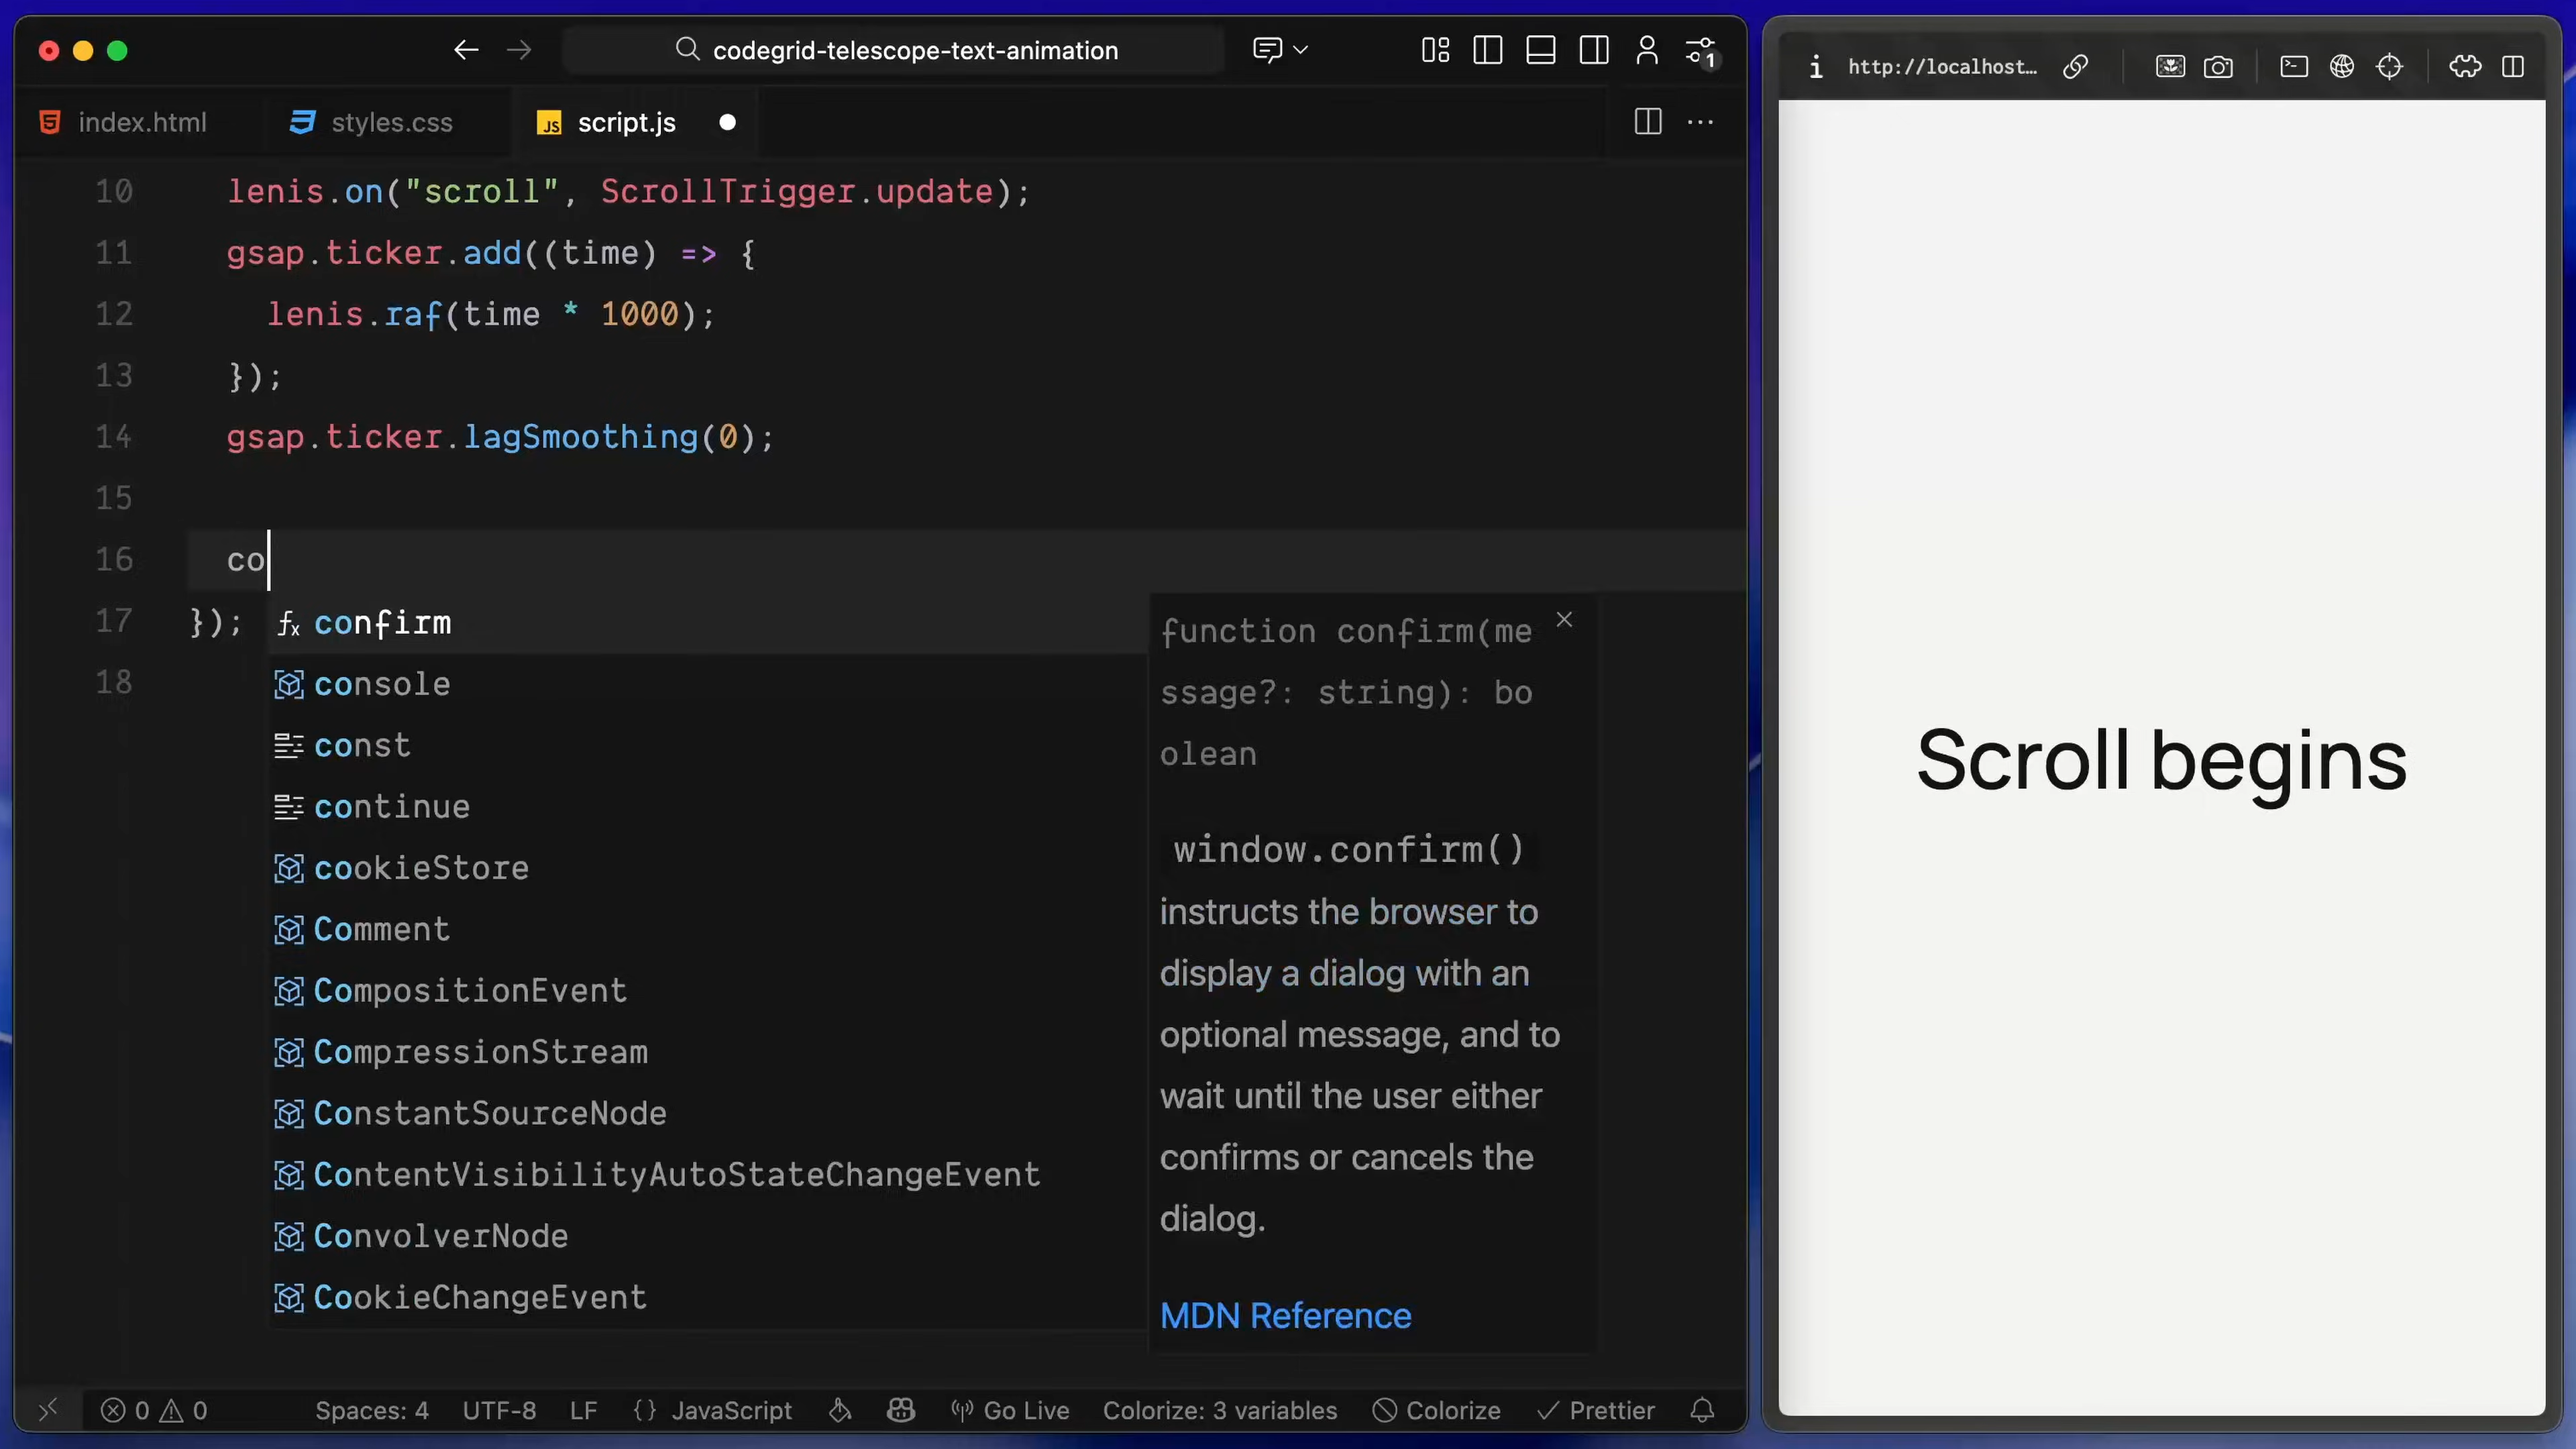 codegrid-telescope-text-animation
1
index.html
styles.css
JS script.js
10 lenis.on("scroll", ScrollTrigger.update);
11 gsap.ticker.add((time) => {
12 lenis.raf(time * 1000);
13 });
14 gsap.ticker.lagSmoothing(0);
15
16 co
17 });
18
confirm
console
const
continue
cookieStore
Comment
CompositionEvent
CompressionStream
ConstantSourceNode
ContentVisibilityAutoStateChangeEvent
ConvolverNode
CookieChangeEvent
function confirm(me
ssage?: string): bo
olean
window.confirm()
instructs the browser to
display a dialog with an
optional message, and to
wait until the user either
confirms or cancels the
dialog.
MDN Reference
0 0 Spaces: 4 UTF-8 LF {} JavaScript Go Live Colorize: 3 variables Colorize Prettier
http://localhost…
Scroll begins